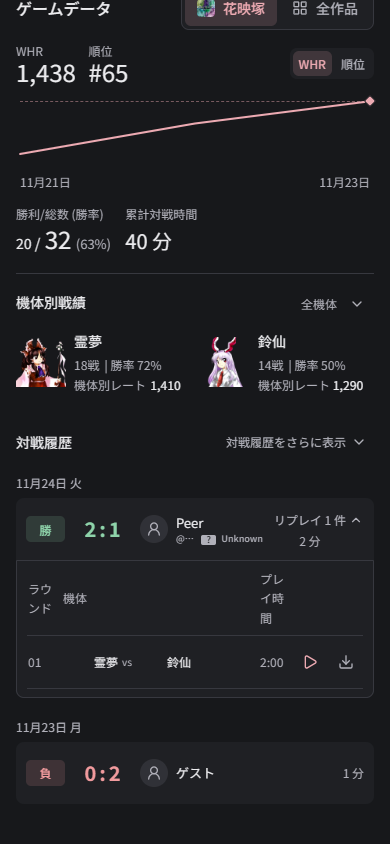 ゲームデータ
花映塚
全作品
WHR 順位
1,438 #65
WHR 順位
11月21日 11月23日
勝利/総数 (勝率) 累計対戦時間
20 / 32 (63%) 40 分
機体別戦績 全機体
霊夢 鈴仙
18戦 | 勝率 72% 14戦 | 勝率 50%
機体別レート 1,410 機体別レート 1,290
対戦履歴 対戦履歴をさらに表示
11月24日 火
勝 2:1 Peer リプレイ 1 件
@… ? Unknown 2 分
ラウ
ンド
機体
プレ
イ時
間
01 霊夢 vs 鈴仙 2:00
11月23日 月
負 0:2 ゲスト 1 分